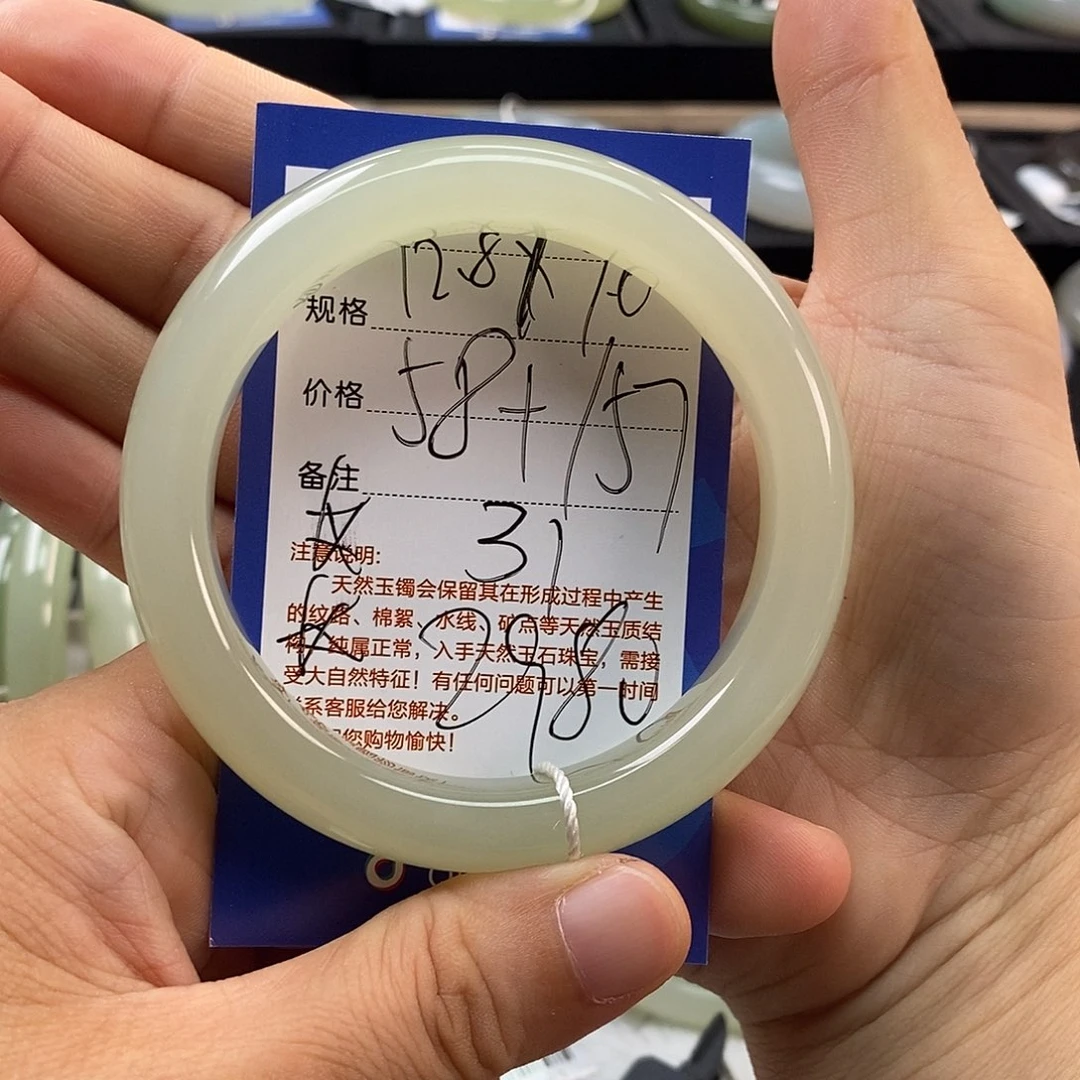 规格 12.8X10
价格 58+/57
备注
31
注意说明:
天然玉镯会保留其在形成过程中产生
的纹路、棉絮、水线、矿点等天然玉质结
构，纯属正常，入手天然玉石珠宝，需接
受大自然特征！有任何问题可以第一时间
系客服给您解决。
您购物愉快！
2980